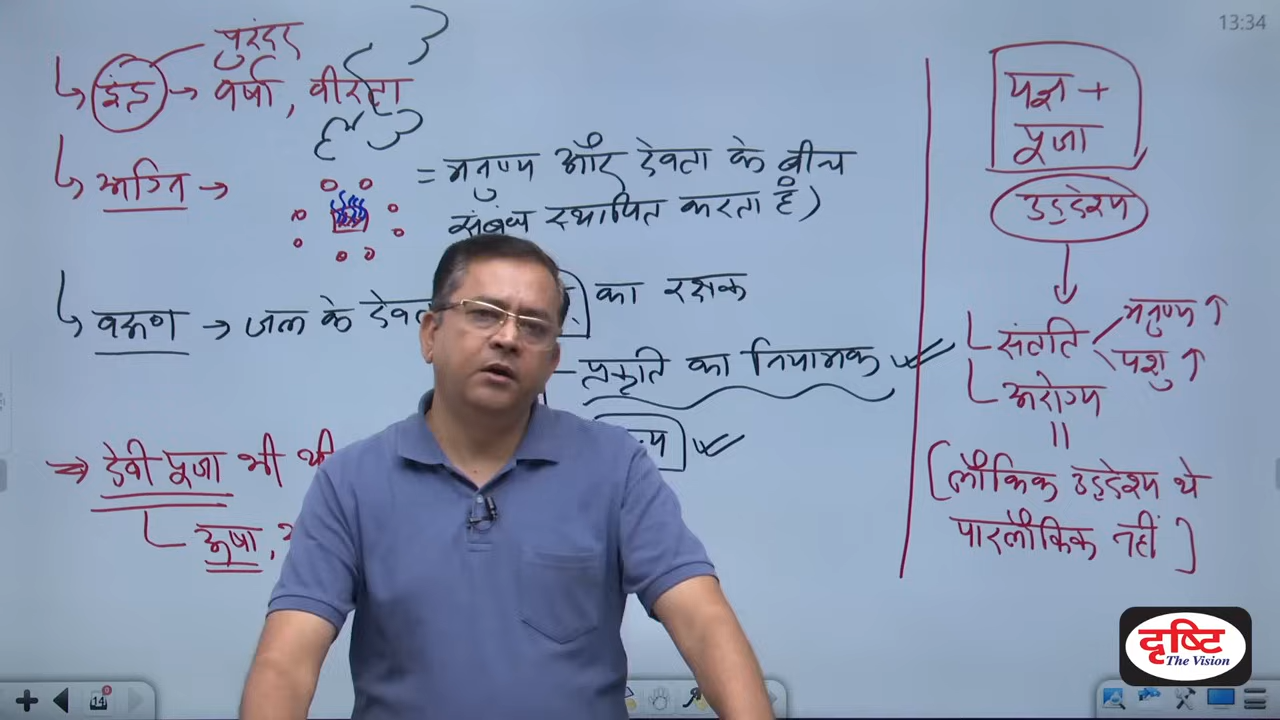 13:34
पुरंदर
इंद्र → वर्षा, वीरता
अग्नि →
= मनुष्य और देवता के बीच
संबंध स्थापित करता है)
वरूण → जल के देवत
का रक्षक
प्रकृति का नियामक
⇒ देवी पूजा भी थी
ऊषा,
यज्ञ +
पूजा
उद्देश्य
संतति
मनुष्य ↑
पशु ↑
आरोग्य
||
[लौकिक उद्देश्य थे
पारलौकिक नहीं]
14
दृष्टि
The Vision